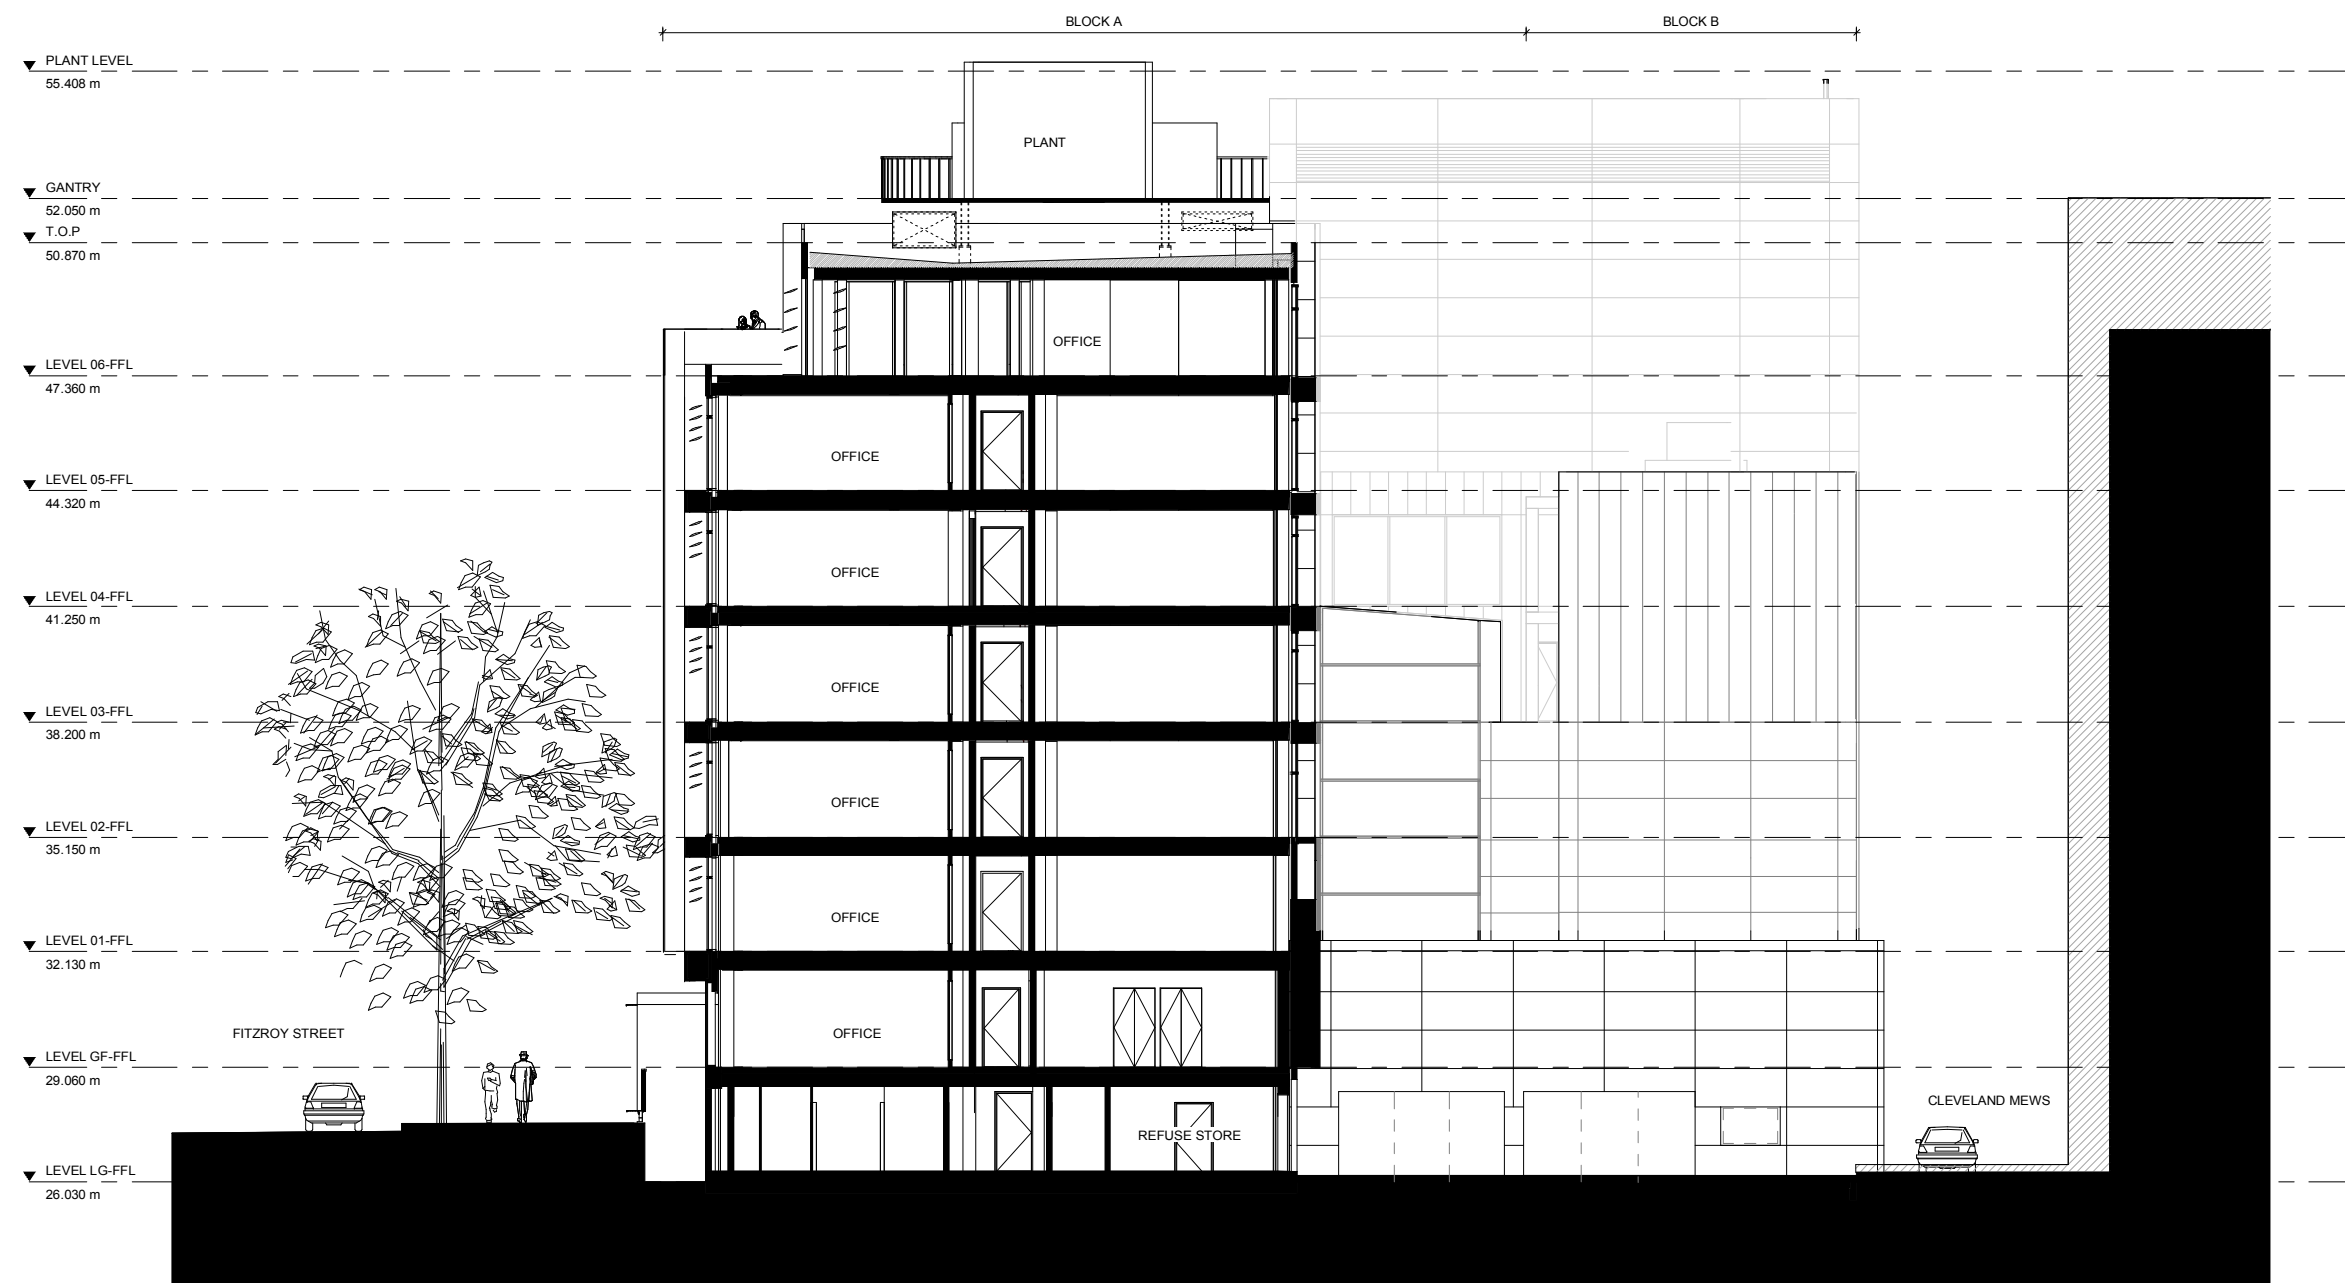 BLOCK A
BLOCK B
PLANT LEVEL
55.408 m
PLANT
GANTRY
52.050 m
T.O.P
50.870 m
OFFICE
LEVEL 06-FFL
47.360 m
OFFICE
LEVEL 05-FFL
44.320 m
OFFICE
LEVEL 04-FFL
41.250 m
OFFICE
LEVEL 03-FFL
38.200 m
OFFICE
LEVEL 02-FFL
35.150 m
OFFICE
LEVEL 01-FFL
32.130 m
FITZROY STREET
OFFICE
LEVEL GF-FFL
29.060 m
CLEVELAND MEWS
REFUSE STORE
LEVEL LG-FFL
26.030 m